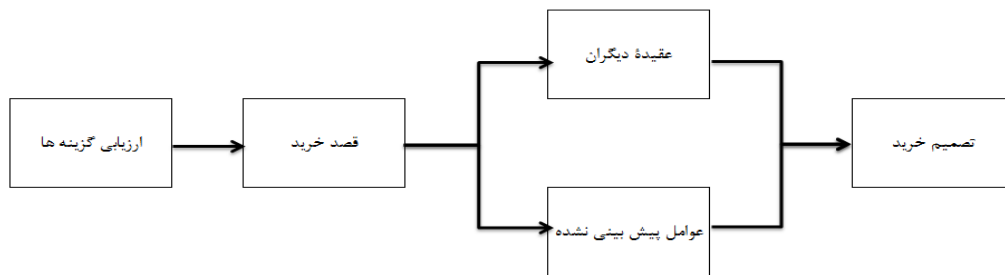 ارزیابی گزینه ها
قصد خرید
عقیدۀ دیگران
عوامل پیش بینی نشده
تصمیم خرید